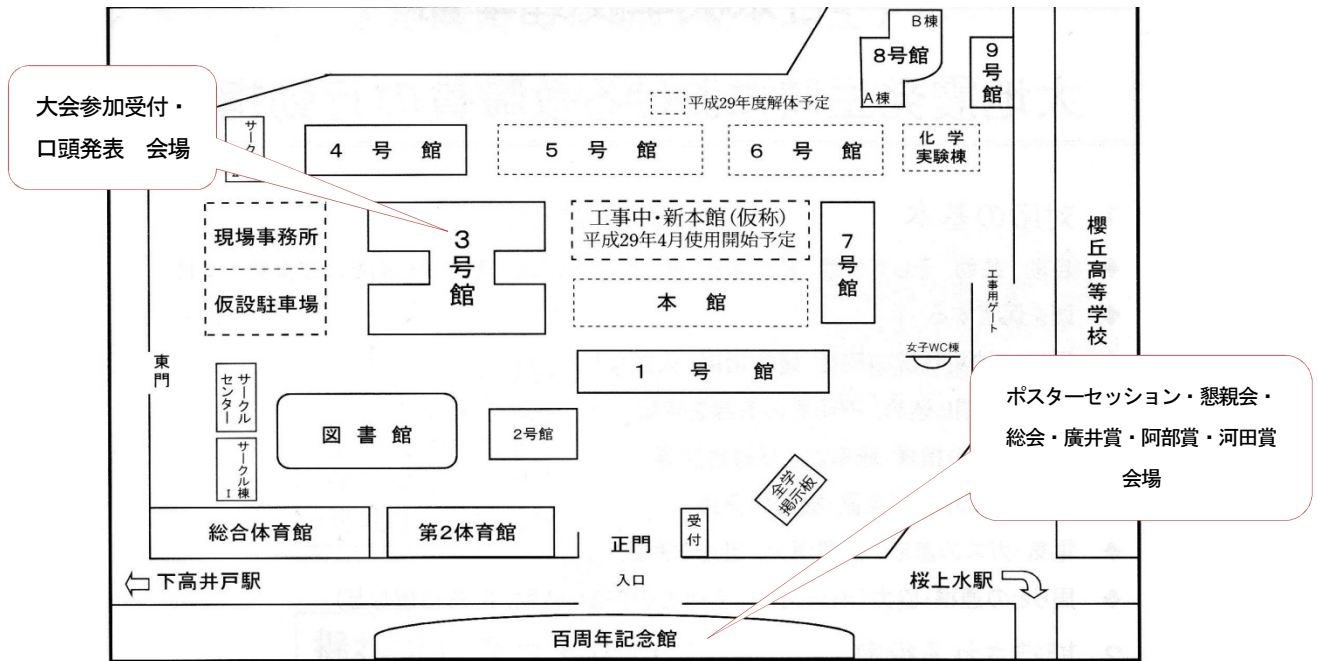 B棟
8号館
A棟
9号館
大会参加受付・
口頭発表 会場
平成29年度解体予定
サーク
4号館
5号館
6号館
化学
実験棟
現場事務所
仮設駐車場
3号館
工事中・新本館(仮称)
平成29年4月使用開始予定
本館
7号館
工事用ゲート
櫻丘高等学校
女子WC棟
東門
1号館
サークル
センター
図書館
2号館
サークル棟
I
ポスターセッション・懇親会・
総会・廣井賞・阿部賞・河田賞
会場
全学
掲示板
総合体育館
第2体育館
正門
受付
入口
下高井戸駅
桜上水駅
百周年記念館